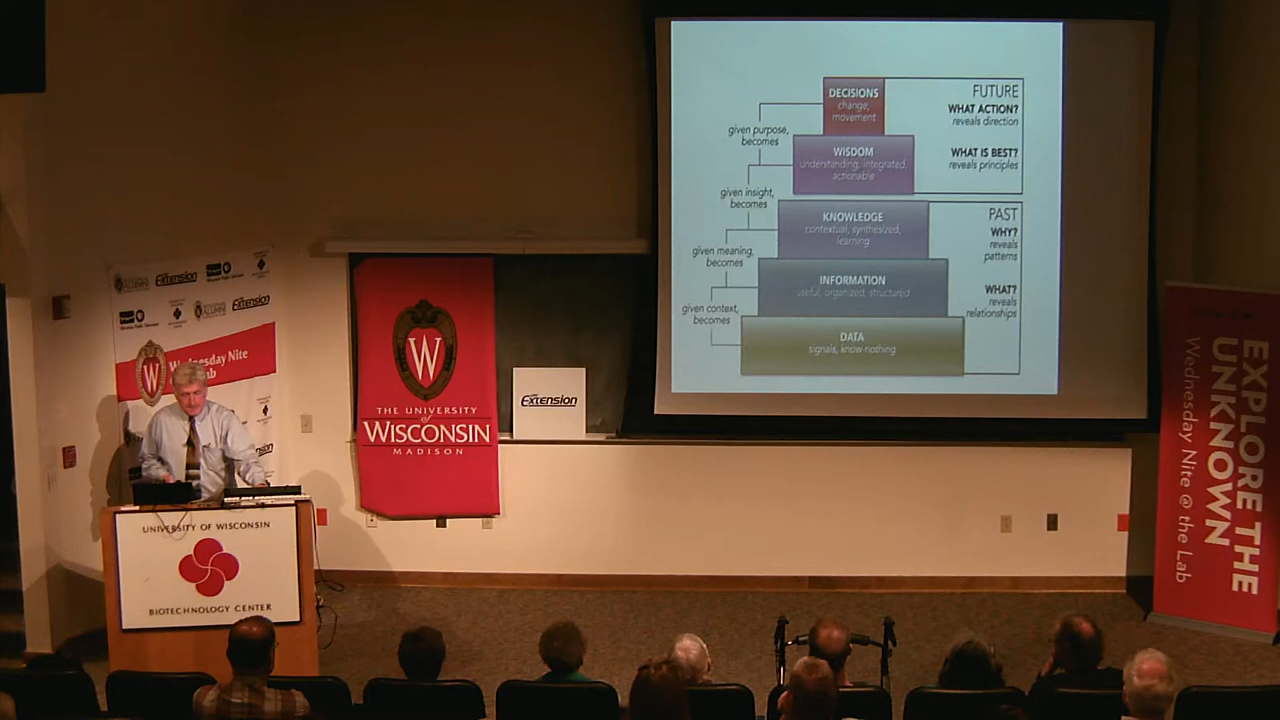 DECISIONS
change,
movement
given purpose,
becomes
WISDOM
understanding, integrated,
actionable
given insight,
becomes
KNOWLEDGE
contextual, synthesized,
learning
given meaning,
becomes
INFORMATION
useful, organized, structured
given context,
becomes
DATA
signals, know-nothing
FUTURE
WHAT ACTION?
reveals direction
WHAT IS BEST?
reveals principles
PAST
WHY?
reveals
patterns
WHAT?
reveals
relationships
Extension
Extension
Wednesday Nite
Lab
W
THE UNIVERSITY
of
WISCONSIN
MADISON
Extension
UNIVERSITY OF WISCONSIN
BIOTECHNOLOGY CENTER
EXPLORE THE
UNKNOWN
Wednesday Nite @ the Lab